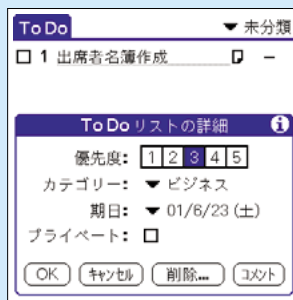 To Do ▼ 未分類
1 出席者名簿作成 －
To Do リストの詳細 i
優先度: 1 2 3 4 5
カテゴリー: ▼ ビジネス
期日: ▼ 01/6/23 (土)
プライベート:
OK キャンセル 削除... コメント